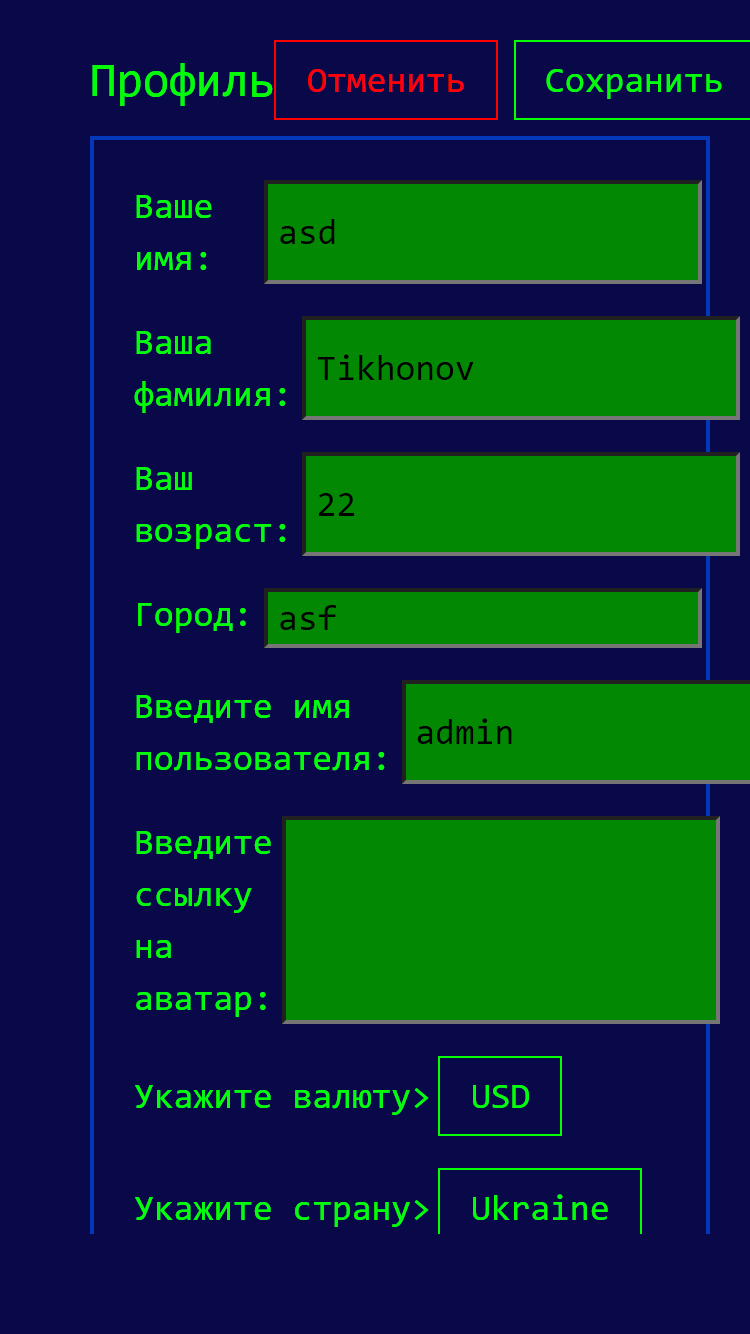 Профиль Отменить Сохранить
Ваше
имя:
asd
Ваша
фамилия:
Tikhonov
Ваш
возраст:
22
Город: asf
Введите имя
пользователя:
admin
Введите
ссылку
на
аватар:
Укажите валюту> USD
Укажите страну> Ukraine